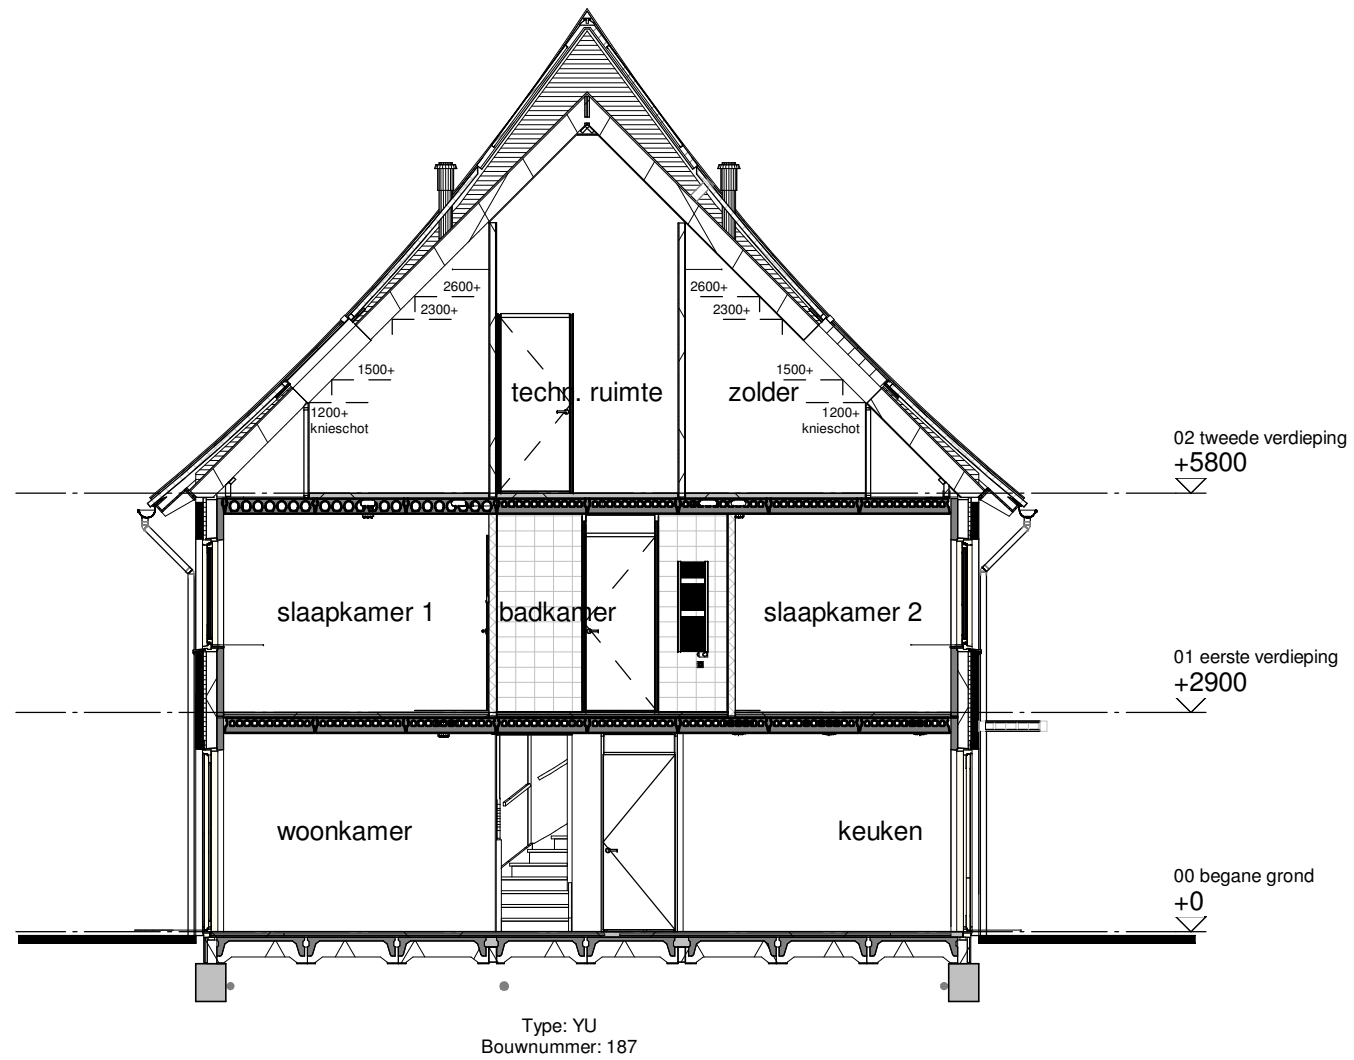 2600+
2600+
2300+
2300+
1500+
1500+
techn. ruimte
zolder
1200+
knieschot
1200+
knieschot
02 tweede verdieping
+5800
slaapkamer 1
badkamer
slaapkamer 2
01 eerste verdieping
+2900
woonkamer
keuken
00 begane grond
+0
Type: YU
Bouwnummer: 187